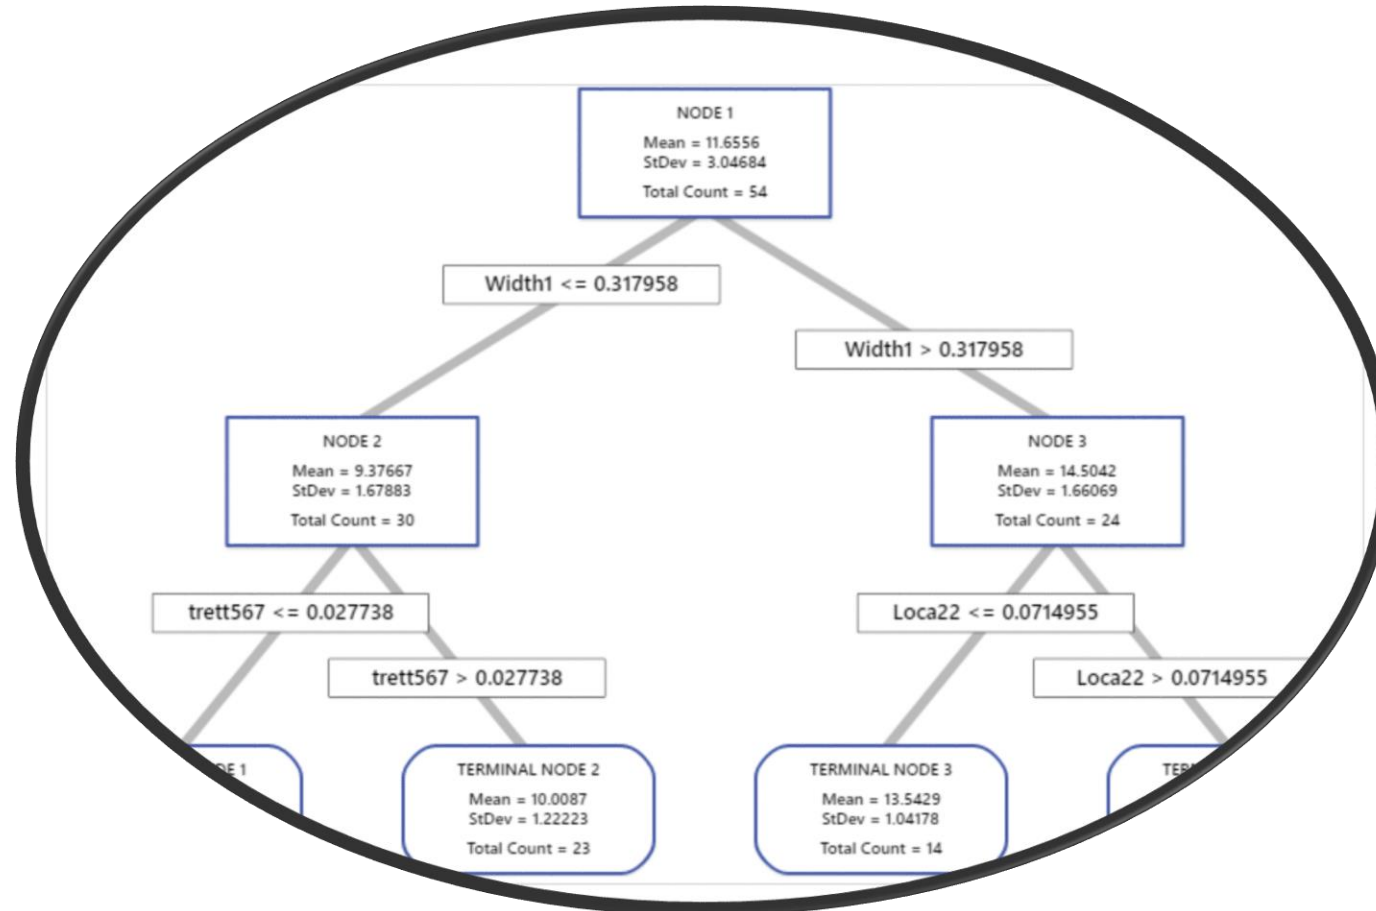 NODE 1
Mean = 11.6556
StDev = 3.04684
Total Count = 54
Width1 <= 0.317958
Width1 > 0.317958
NODE 2
Mean = 9.37667
StDev = 1.67883
Total Count = 30
NODE 3
Mean = 14.5042
StDev = 1.66069
Total Count = 24
trett567 <= 0.027738
trett567 > 0.027738
Loca22 <= 0.0714955
Loca22 > 0.0714955
1
TERMINAL NODE 2
Mean = 10.0087
StDev = 1.22223
Total Count = 23
TERMINAL NODE 3
Mean = 13.5429
StDev = 1.04178
Total Count = 14